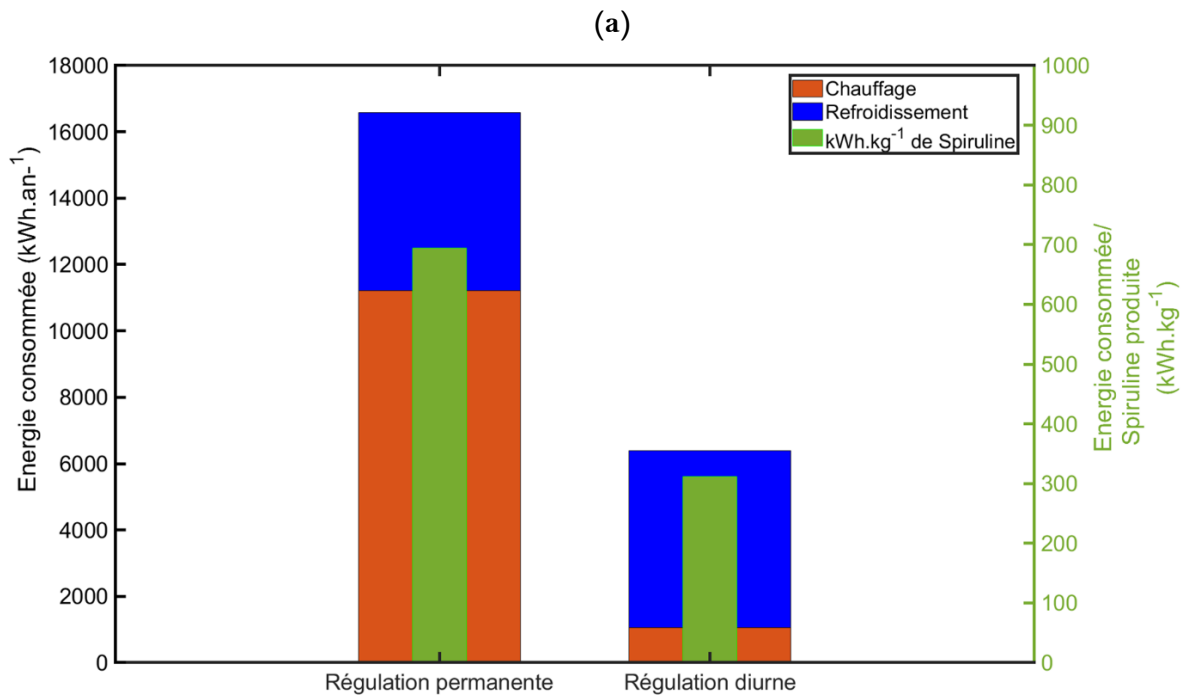 (a)
18000
16000
14000
12000
10000
8000
6000
4000
2000
0
Energie consommée (kWh.an-¹)
Chauffage
Refroidissement
kWh.kg⁻¹ de Spiruline
1000
900
800
700
600
500
400
300
200
100
0
Energie consommée/
Spiruline produite
(kWh.kg⁻¹)
Régulation permanente
Régulation diurne